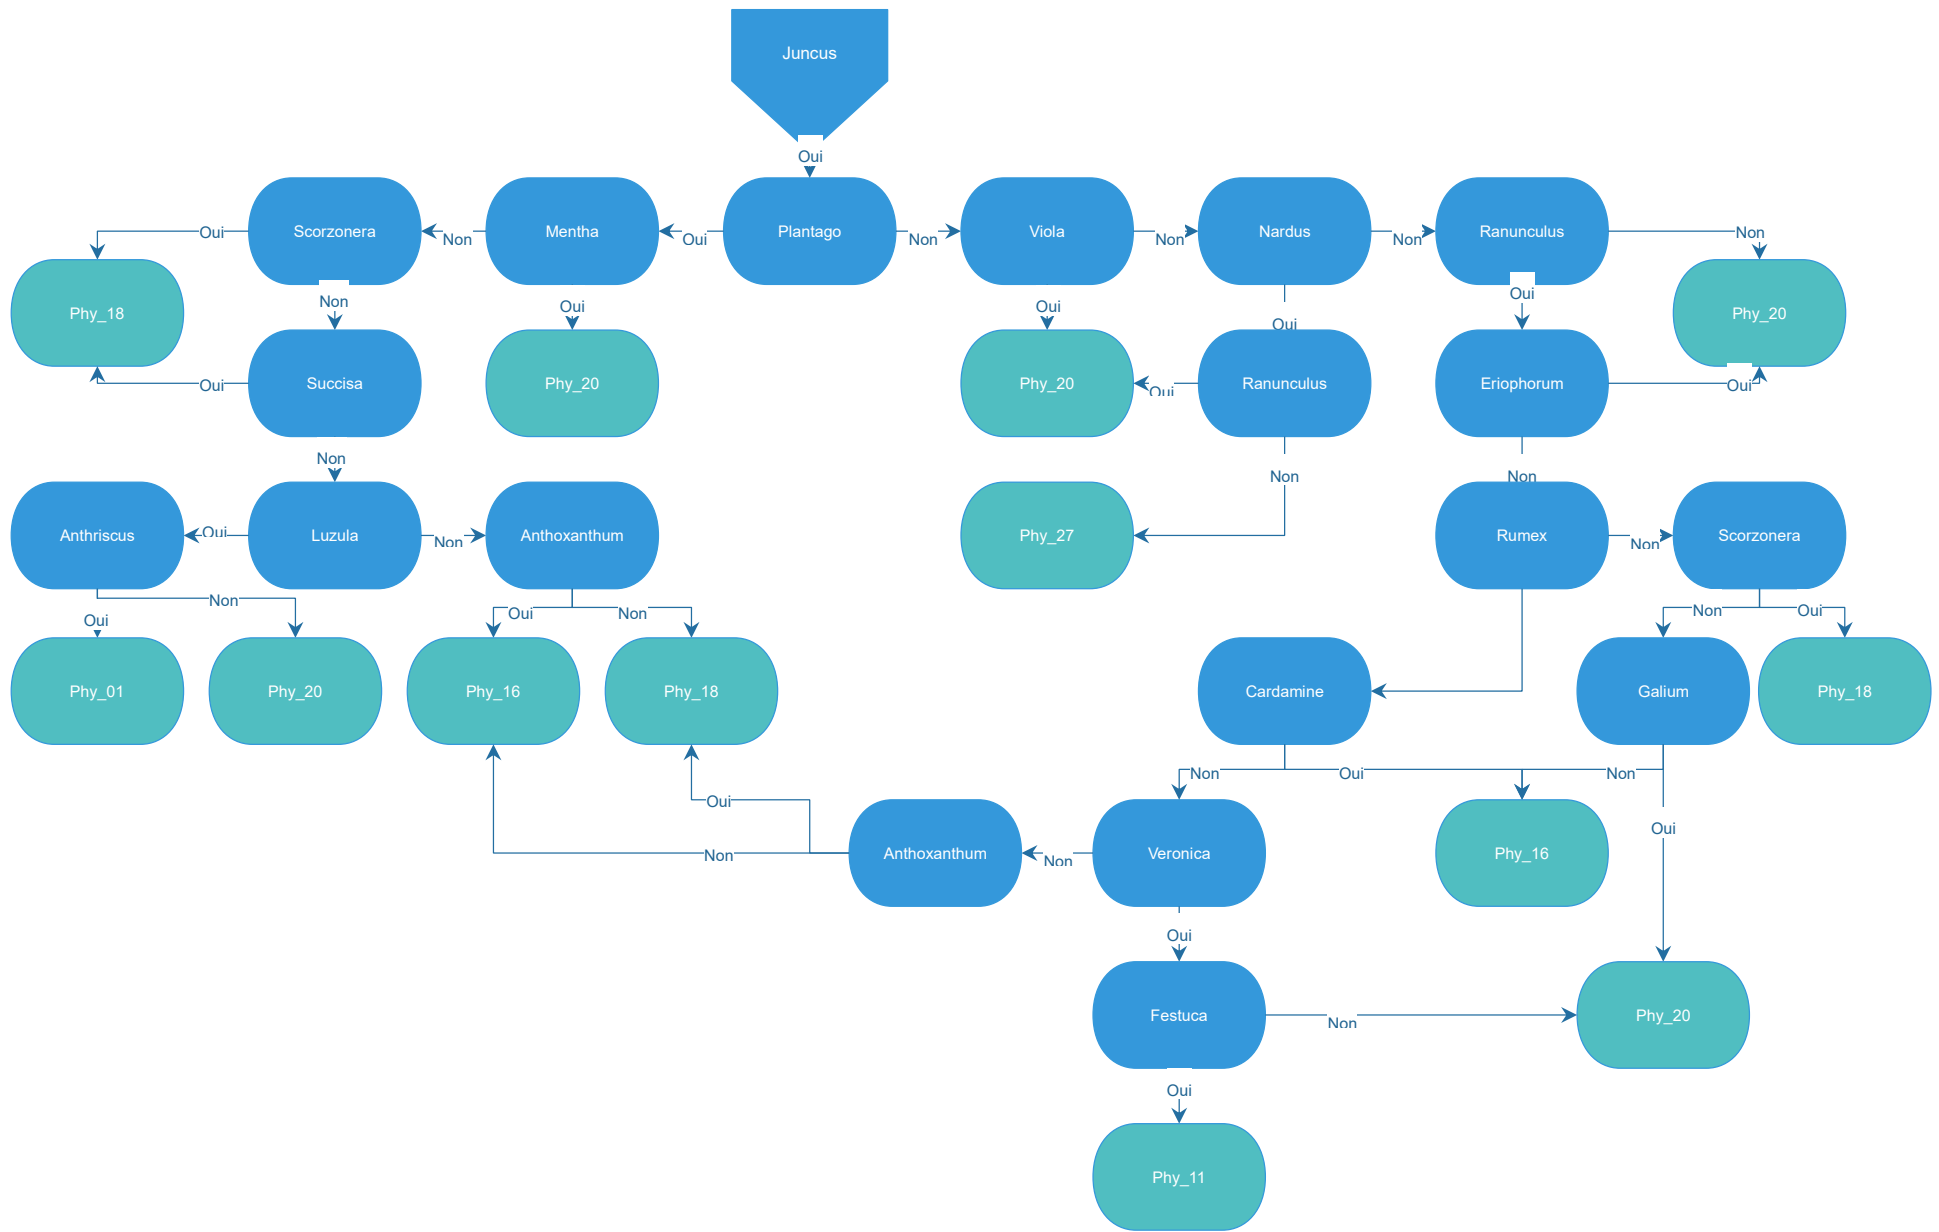 Juncus
Oui
Scorzonera
Mentha
Plantago
Viola
Nardus
Ranunculus
Oui
Non
Oui
Non
Non
Non
Non
Phy_18
Non
Oui
Oui
Oui
Oui
Phy_20
Succisa
Phy_20
Phy_20
Ranunculus
Eriophorum
Oui
Oui
Oui
Non
Non
Non
Anthriscus
Oui
Luzula
Non
Anthoxanthum
Phy_27
Rumex
Non
Scorzonera
Oui
Non
Oui
Non
Non
Oui
Phy_01
Phy_20
Phy_16
Phy_18
Cardamine
Galium
Phy_18
Non
Oui
Non
Oui
Non
Anthoxanthum
Non
Veronica
Phy_16
Oui
Oui
Festuca
Non
Phy_20
Oui
Phy_11